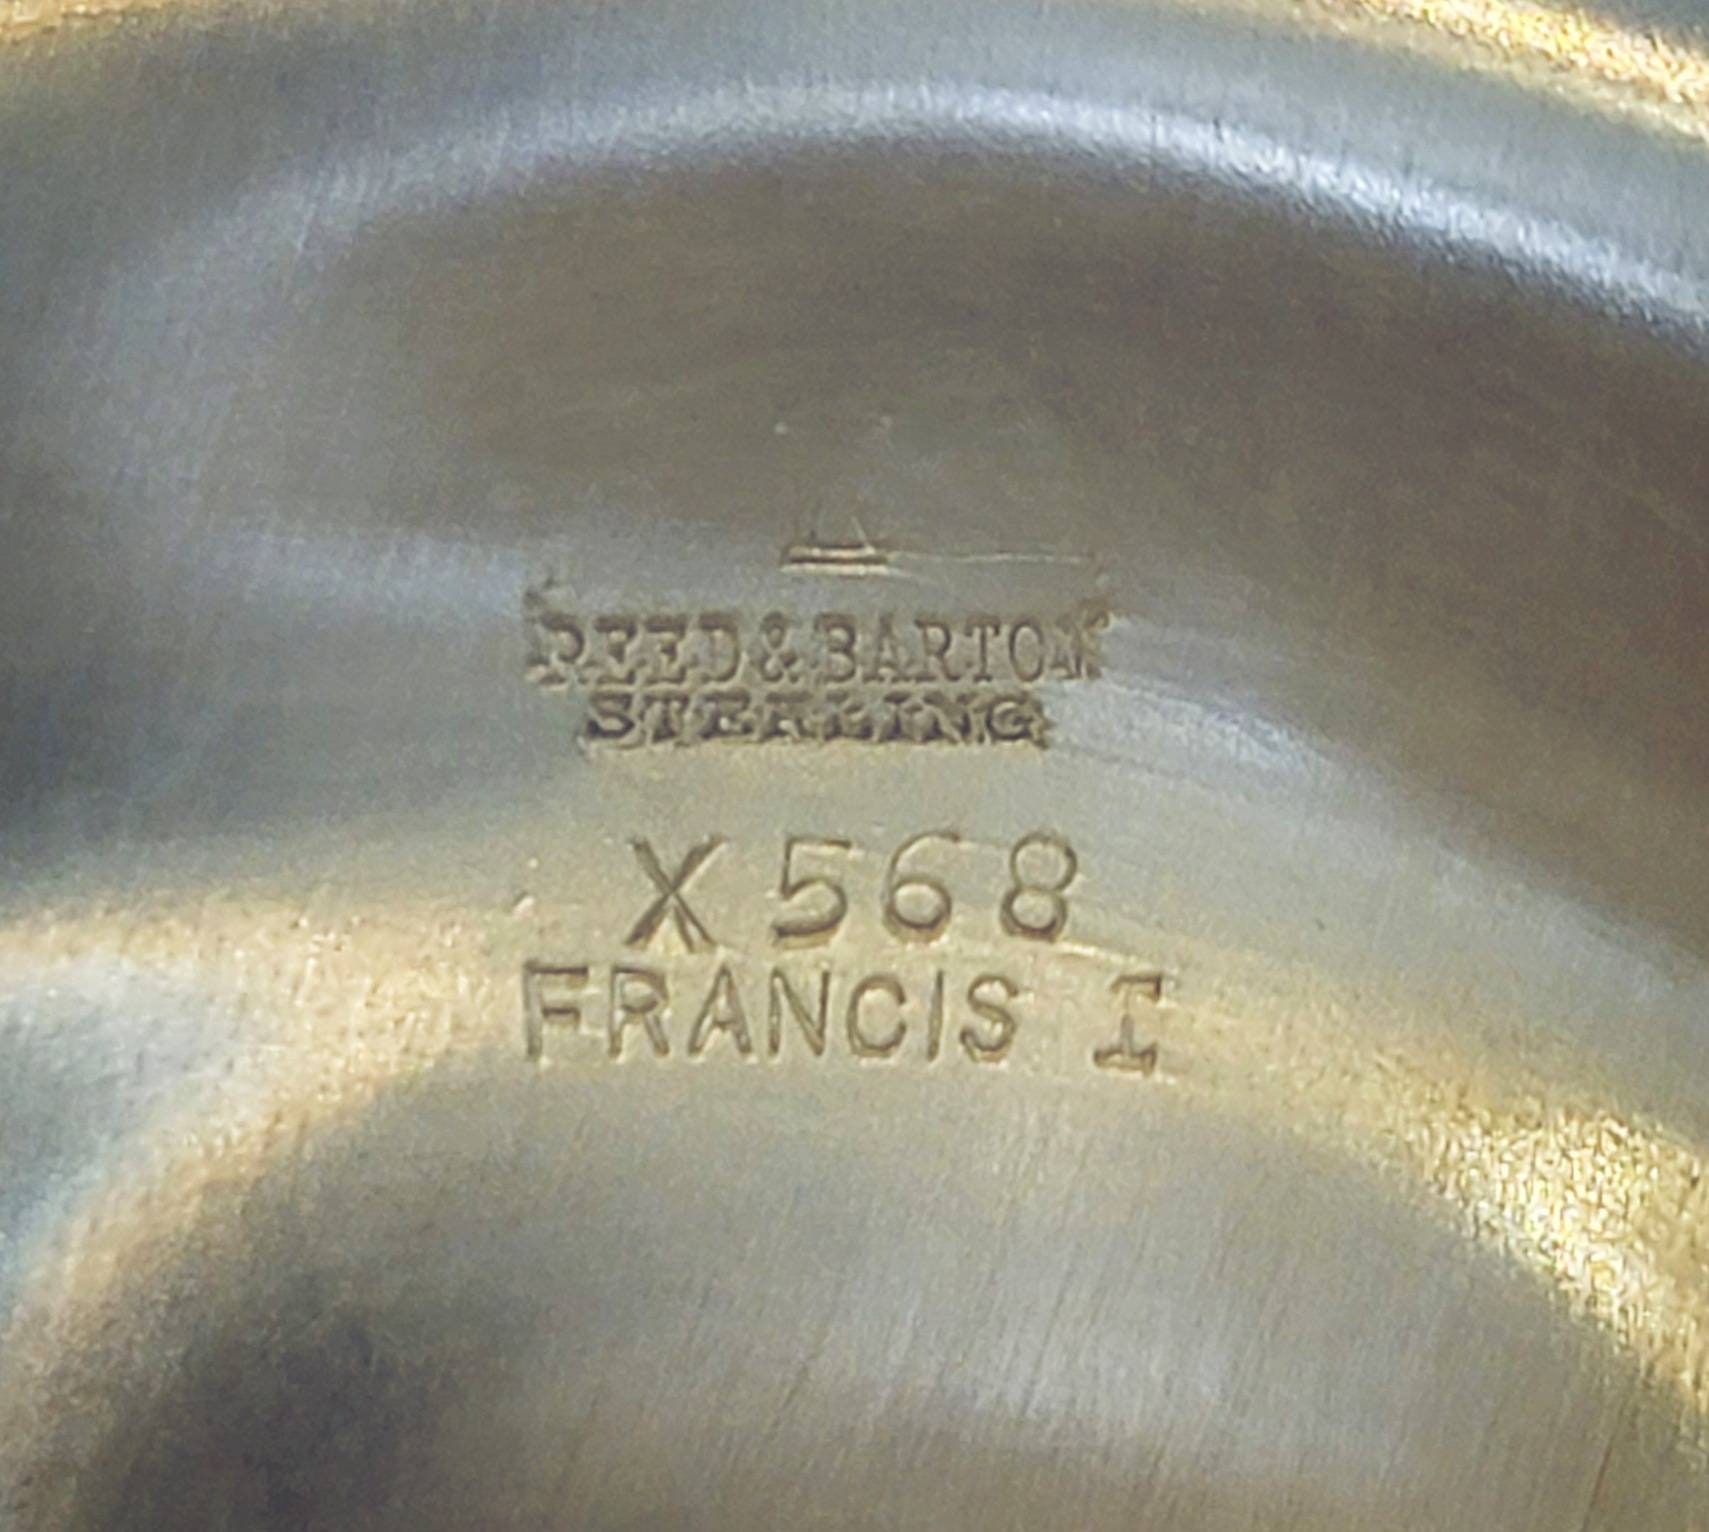 REED & BARTON
STERLING
X568
FRANCIS I